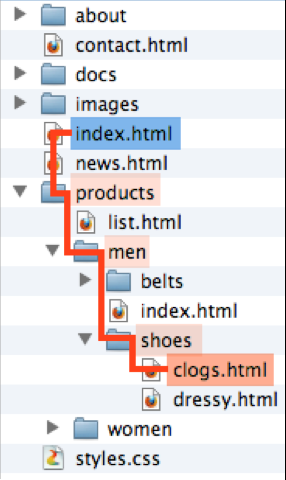 about
contact.html
docs
images
index.html
news.html
products
list.html
men
belts
index.html
shoes
clogs.html
dressy.html
women
styles.css